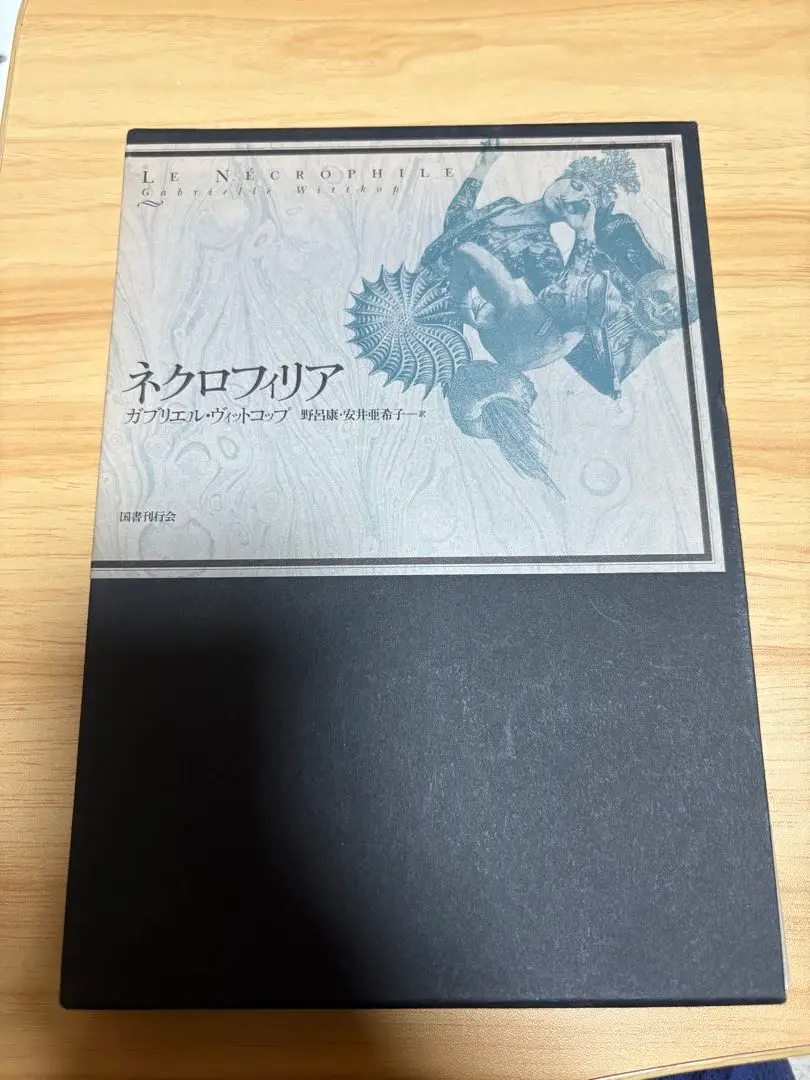 LE NÉCROPHILE
Gabrielle Wittkop
ネクロフィリア
ガブリエル・ヴィットコップ 野呂康・安井亜希子—訳
国書刊行会